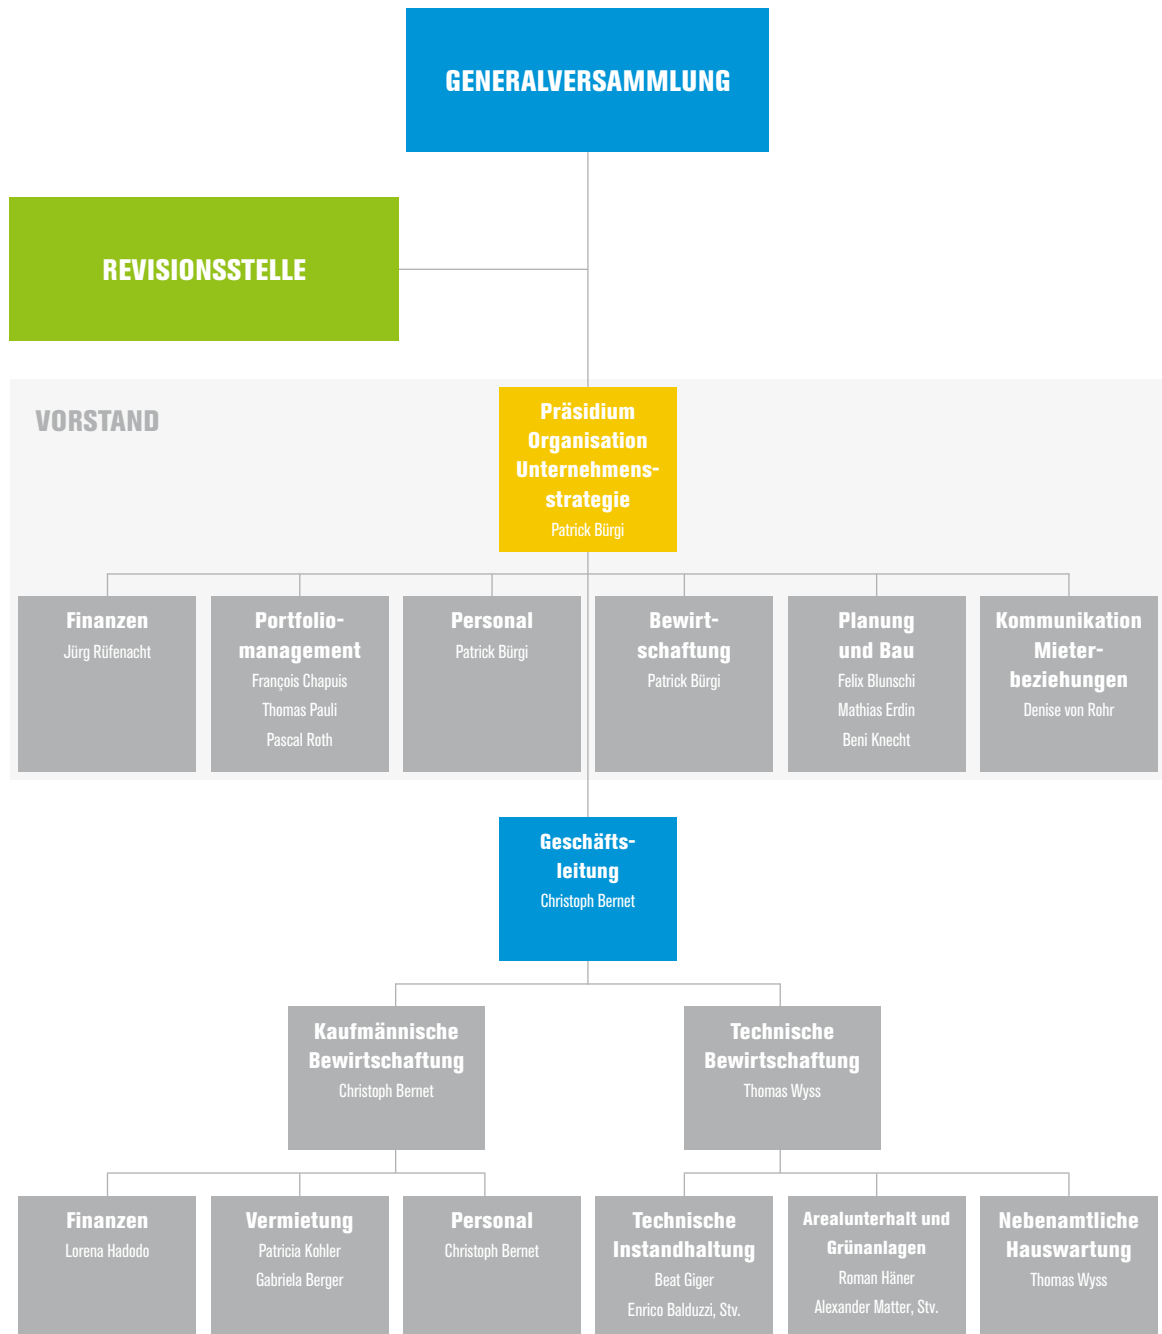 GENERALVERSAMMLUNG
REVISIONSSTELLE
VORSTAND
Präsidium
Organisation
Unternehmens-
strategie
Patrick Bürgi
Finanzen
Jürg Rüfenacht
Portfolio-
management
François Chapuis
Thomas Pauli
Pascal Roth
Personal
Patrick Bürgi
Bewirt-
schaftung
Patrick Bürgi
Planung
und Bau
Felix Blunschi
Mathias Erdin
Beni Knecht
Kommunikation
Mieter-
beziehungen
Denise von Rohr
Geschäfts-
leitung
Christoph Bernet
Kaufmännische
Bewirtschaftung
Christoph Bernet
Technische
Bewirtschaftung
Thomas Wyss
Finanzen
Lorena Hadodo
Vermietung
Patricia Kohler
Gabriela Berger
Personal
Christoph Bernet
Technische
Instandhaltung
Beat Giger
Enrico Balduzzi, Stv.
Arealunterhalt und
Grünanlagen
Roman Häner
Alexander Matter, Stv.
Nebenamtliche
Hauswartung
Thomas Wyss